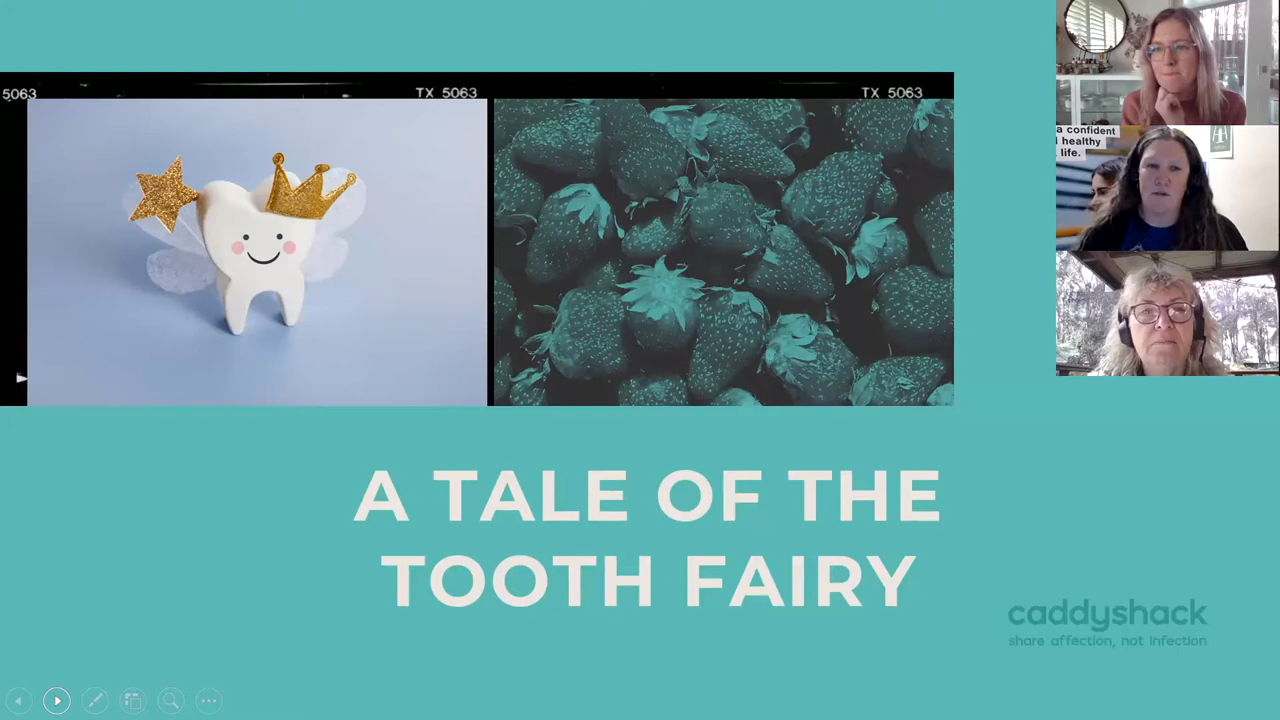 5063
TX 5063
TX 5063
a confident
healthy
life.
A TALE OF THE
TOOTH FAIRY
caddyshack
share affection, not infection